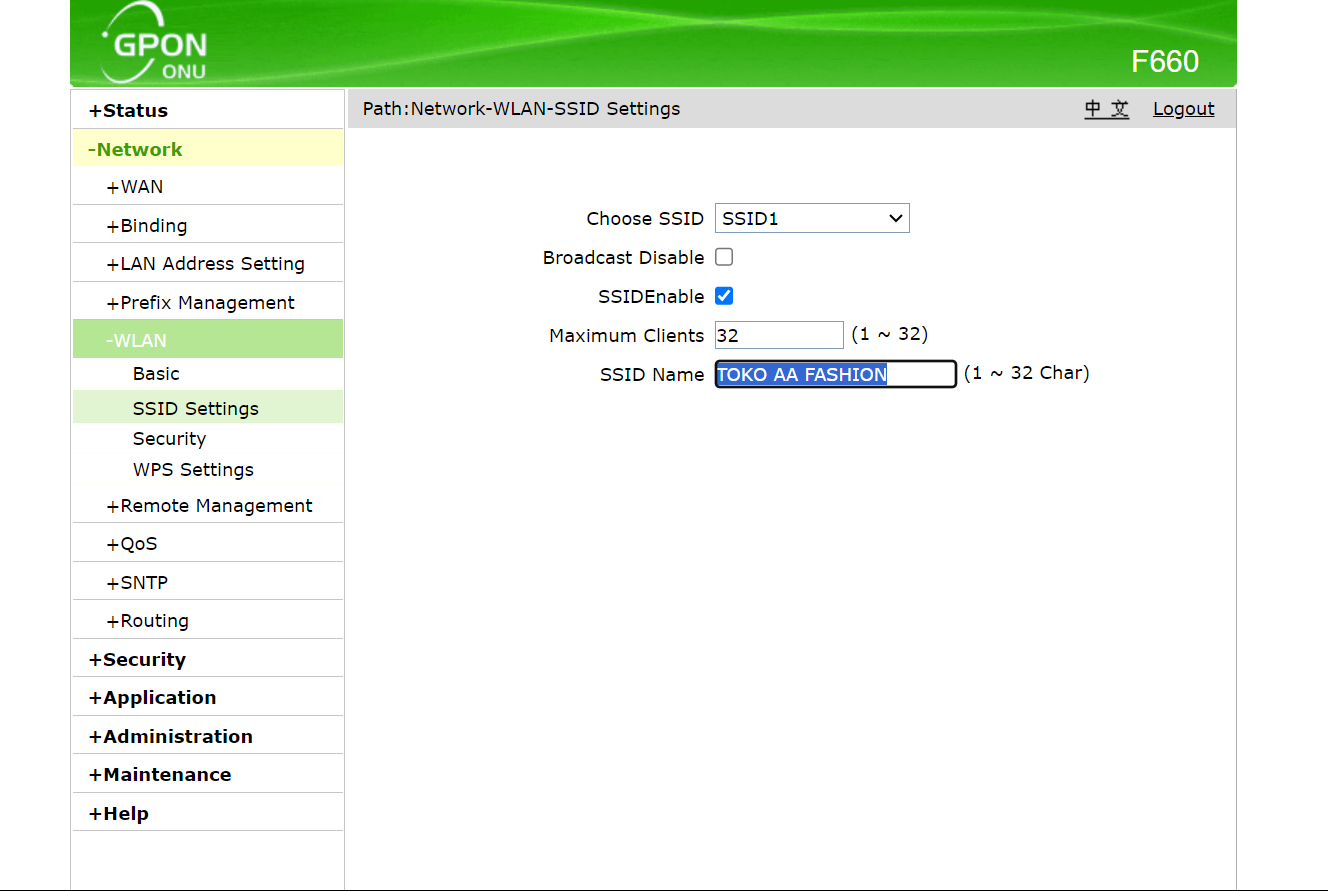 GPON
ONU
F660
Path:Network-WLAN-SSID Settings
中 文
Logout
+Status
-Network
+WAN
+Binding
+LAN Address Setting
+Prefix Management
-WLAN
Basic
SSID Settings
Security
WPS Settings
+Remote Management
+QoS
+SNTP
+Routing
+Security
+Application
+Administration
+Maintenance
+Help
Choose SSID SSID1
Broadcast Disable
SSIDEnable
Maximum Clients 32 (1 ~ 32)
SSID Name TOKO AA FASHION (1 ~ 32 Char)